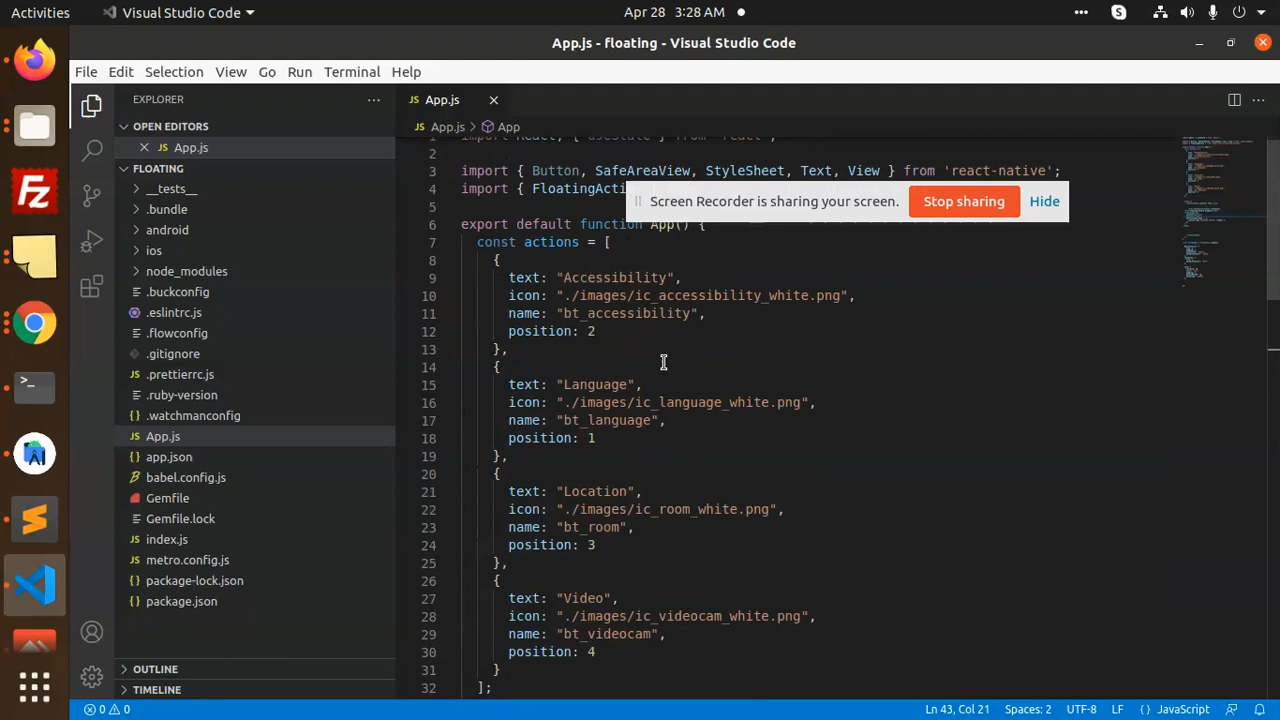 Activities
Visual Studio Code
Apr 28 3:28 AM
App.js - floating - Visual Studio Code
File Edit Selection View Go Run Terminal Help
EXPLORER
OPEN EDITORS
App.js
FLOATING
__tests__
.bundle
android
ios
node_modules
.buckconfig
.eslintrc.js
.flowconfig
.gitignore
.prettierrc.js
.ruby-version
.watchmanconfig
App.js
app.json
babel.config.js
Gemfile
Gemfile.lock
index.js
metro.config.js
package-lock.json
package.json
OUTLINE
TIMELINE
App.js
App.js > App
1 import React, { useState } from 'react';
2
3 import { Button, SafeAreaView, StyleSheet, Text, View } from 'react-native';
4 import {
Screen Recorder is sharing your screen. Stop sharing Hide
5
6 export default function App() {
7 const actions = [
8 {
9 text: "Accessibility",
10 icon: "./images/ic_accessibility_white.png",
11 name: "bt_accessibility",
12 position: 2
13 },
14 {
15 text: "Language",
16 icon: "./images/ic_language_white.png",
17 name: "bt_language",
18 position: 1
19 },
20 {
21 text: "Location",
22 icon: "./images/ic_room_white.png",
23 name: "bt_room",
24 position: 3
25 },
26 {
27 text: "Video",
28 icon: "./images/ic_videocam_white.png",
29 name: "bt_videocam",
30 position: 4
31 }
32 ];
0 0 Ln 43, Col 21 Spaces: 2 UTF-8 LF {} JavaScript